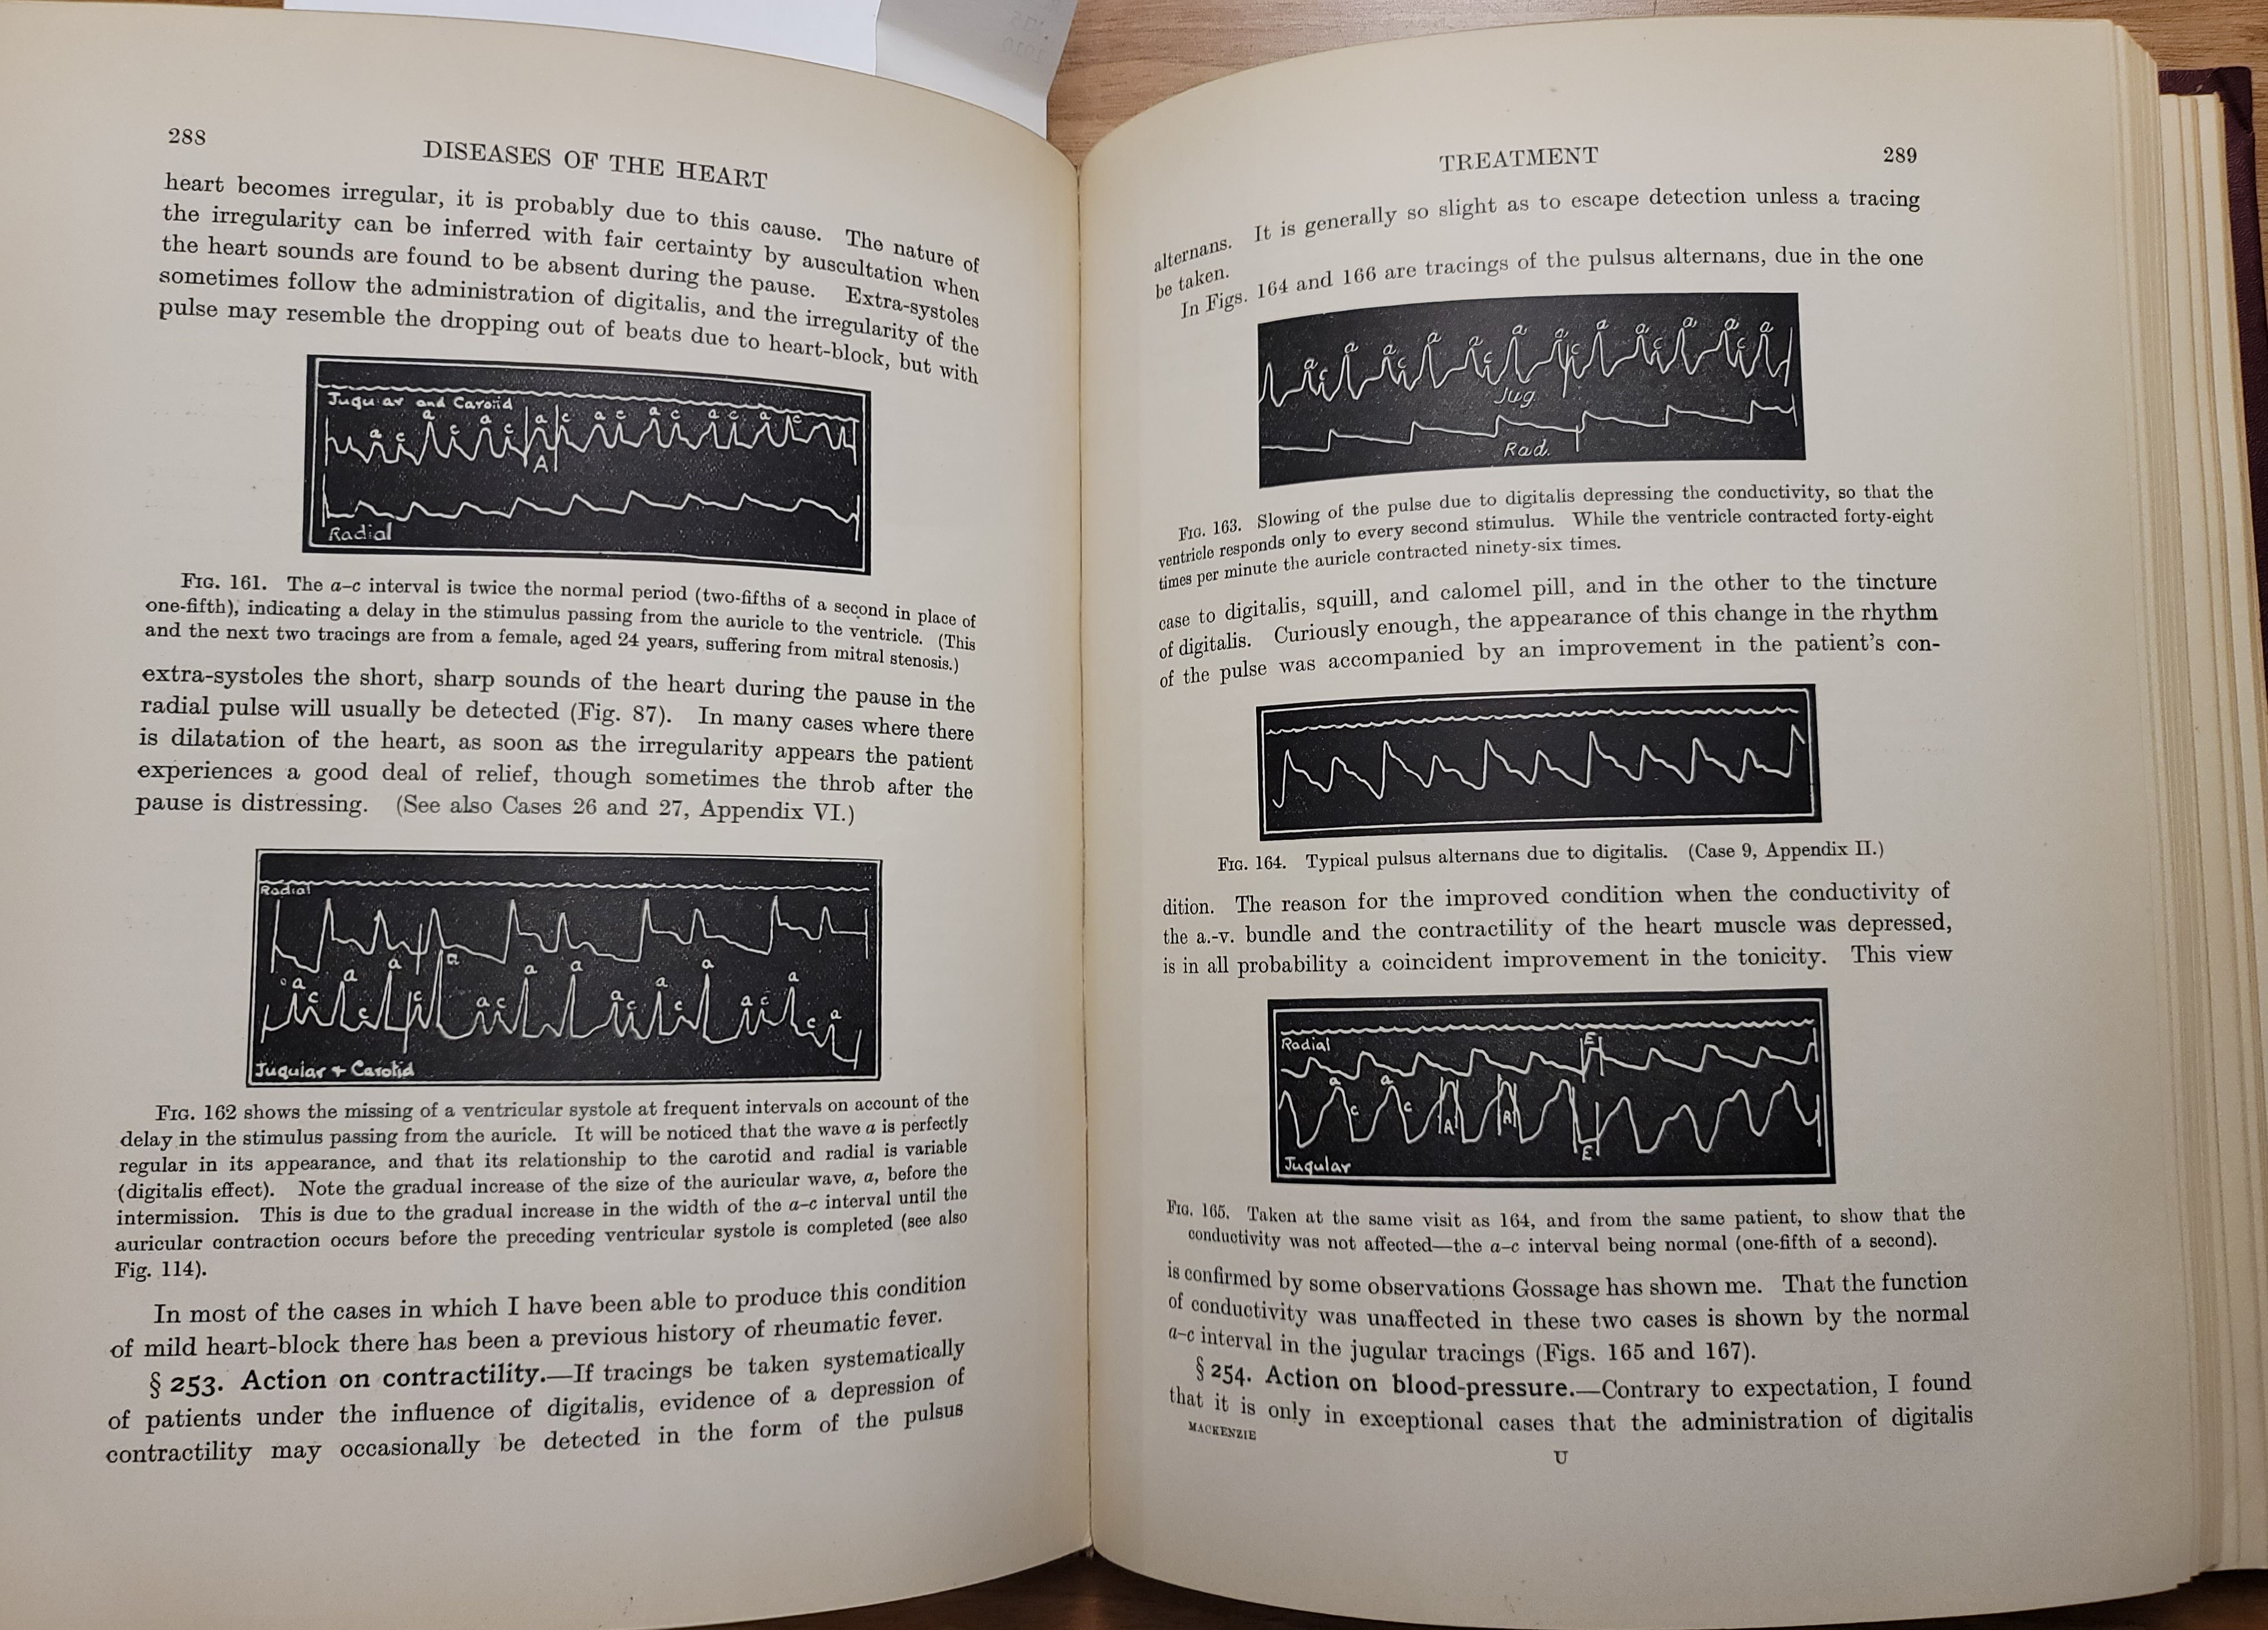 288
DISEASES OF THE HEART
heart becomes irregular, it is probably due to this cause. The nature of
the irregularity can be inferred with fair certainty by auscultation when
the heart sounds are found to be absent during the pause. Extra-systoles
sometimes follow the administration of digitalis, and the irregularity of the
pulse may resemble the dropping out of beats due to heart-block, but with
Jugular and Carotid
a c a c a c a c a c a c a c a c
A
Radial
FIG. 161. The a–c interval is twice the normal period (two-fifths of a second in place of
one-fifth), indicating a delay in the stimulus passing from the auricle to the ventricle. (This
and the next two tracings are from a female, aged 24 years, suffering from mitral stenosis.)
extra-systoles the short, sharp sounds of the heart during the pause in the
radial pulse will usually be detected (Fig. 87). In many cases where there
is dilatation of the heart, as soon as the irregularity appears the patient
experiences a good deal of relief, though sometimes the throb after the
pause is distressing. (See also Cases 26 and 27, Appendix VI.)
Radial
a c a c a c a a c a a a c a c a a c a c a
Jugular + Carotid
FIG. 162 shows the missing of a ventricular systole at frequent intervals on account of the
delay in the stimulus passing from the auricle. It will be noticed that the wave a is perfectly
regular in its appearance, and that its relationship to the carotid and radial is variable
(digitalis effect). Note the gradual increase of the size of the auricular wave, a, before the
intermission. This is due to the gradual increase in the width of the a–c interval until the
auricular contraction occurs before the preceding ventricular systole is completed (see also
Fig. 114).
In most of the cases in which I have been able to produce this condition
of mild heart-block there has been a previous history of rheumatic fever.
§ 253. Action on contractility.—If tracings be taken systematically
of patients under the influence of digitalis, evidence of a depression of
contractility may occasionally be detected in the form of the pulsus
TREATMENT
289
alternans. It is generally so slight as to escape detection unless a tracing
be taken.
In Figs. 164 and 166 are tracings of the pulsus alternans, due in the one
a c a a c a a c a a c a a c a a c a
Jug.
Rad.
FIG. 163. Slowing of the pulse due to digitalis depressing the conductivity, so that the
ventricle responds only to every second stimulus. While the ventricle contracted forty-eight
times per minute the auricle contracted ninety-six times.
case to digitalis, squill, and calomel pill, and in the other to the tincture
of digitalis. Curiously enough, the appearance of this change in the rhythm
of the pulse was accompanied by an improvement in the patient's con-
FIG. 164. Typical pulsus alternans due to digitalis. (Case 9, Appendix II.)
dition. The reason for the improved condition when the conductivity of
the a.-v. bundle and the contractility of the heart muscle was depressed,
is in all probability a coincident improvement in the tonicity. This view
Radial
E
a c a c A A
E
Jugular
FIG. 165. Taken at the same visit as 164, and from the same patient, to show that the
conductivity was not affected—the a–c interval being normal (one-fifth of a second).
is confirmed by some observations Gossage has shown me. That the function
of conductivity was unaffected in these two cases is shown by the normal
a–c interval in the jugular tracings (Figs. 165 and 167).
§ 254. Action on blood-pressure.—Contrary to expectation, I found
that it is only in exceptional cases that the administration of digitalis
MACKENZIE
U